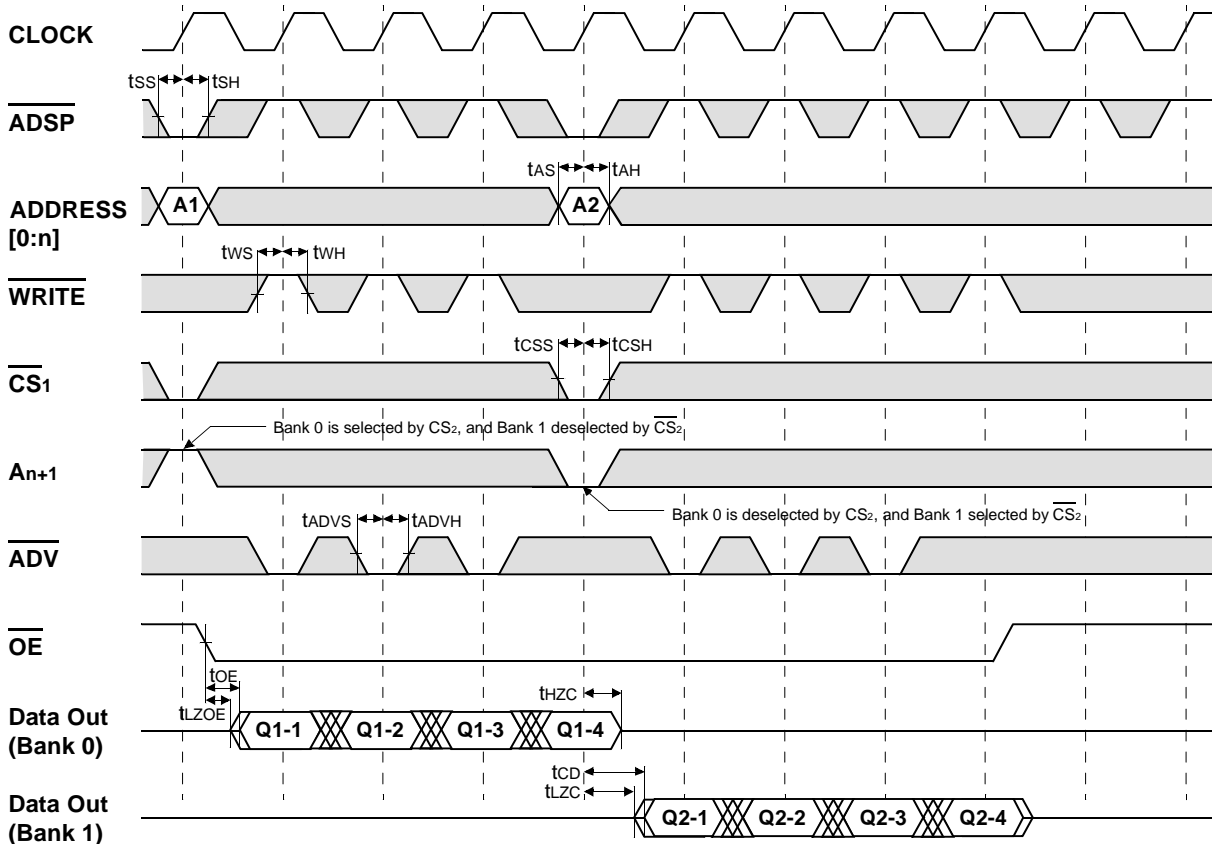 CLOCK
tSS tSH
ADSP
tAS tAH
ADDRESS
[0:n]
A1 A2
tWS tWH
WRITE
tCSS tCSH
CS1
Bank 0 is selected by CS2, and Bank 1 deselected by CS2
An+1
Bank 0 is deselected by CS2, and Bank 1 selected by CS2
tADVS tADVH
ADV
OE
tOE
tHZC
tLZOE
Data Out
(Bank 0)
Q1-1 Q1-2 Q1-3 Q1-4
tCD
tLZC
Data Out
(Bank 1)
Q2-1 Q2-2 Q2-3 Q2-4